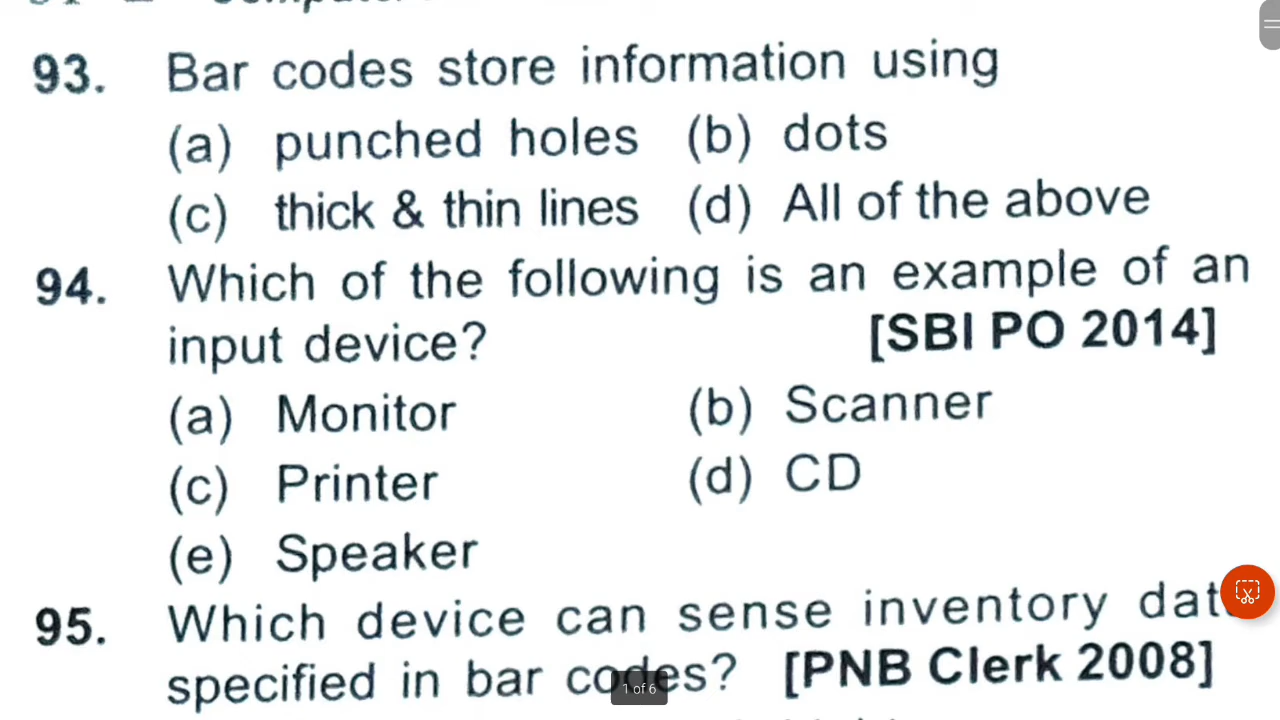 93. Bar codes store information using
(a) punched holes (b) dots
(c) thick & thin lines (d) All of the above
94. Which of the following is an example of an
input device? [SBI PO 2014]
(a) Monitor (b) Scanner
(c) Printer (d) CD
(e) Speaker
95. Which device can sense inventory
specified in bar codes? [PNB Clerk 2008]
1 of 6